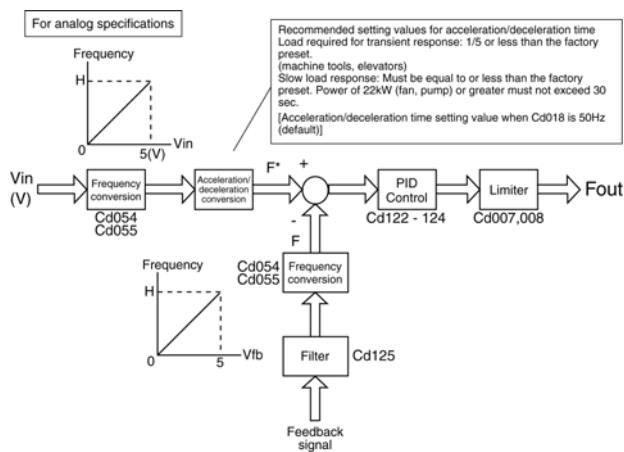 For analog specifications
Recommended setting values for acceleration/deceleration time
Load required for transient response: 1/5 or less than the factory
preset.
(machine tools, elevators)
Slow load response: Must be equal to or less than the factory
preset. Power of 22kW (fan, pump) or greater must not exceed 30
sec.
[Acceleration/deceleration time setting value when Cd018 is 50Hz
(default)]
Frequency
H
0
5(V)
Vin
Vin
(V)
Frequency
conversion
Cd054
Cd055
Acceleration/
deceleration
conversion
F*
+
-
F
PID
Control
Cd122 - 124
Limiter
Cd007,008
Fout
Cd054
Cd055
Frequency
conversion
Frequency
H
0
5
Vfb
Filter
Cd125
Feedback
signal